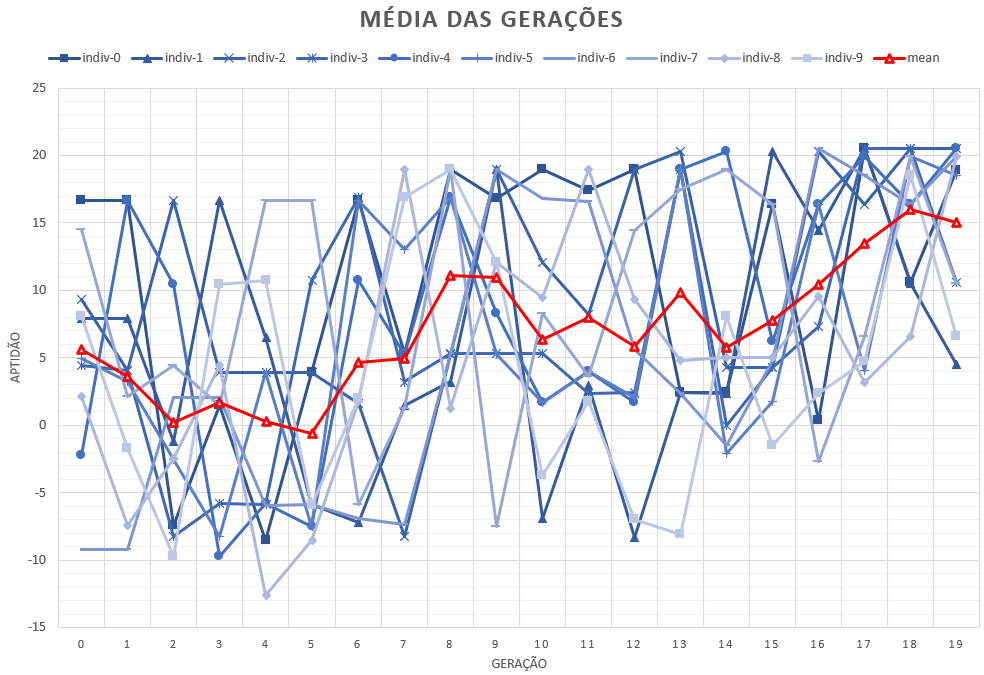 MÉDIA DAS GERAÇÕES
indiv-0 indiv-1 indiv-2 indiv-3 indiv-4 indiv-5 indiv-6 indiv-7 indiv-8 indiv-9 mean
25
20
15
10
5
0
-5
-10
-15
APTIDÃO
0 1 2 3 4 5 6 7 8 9 10 11 12 13 14 15 16 17 18 19
GERAÇÃO